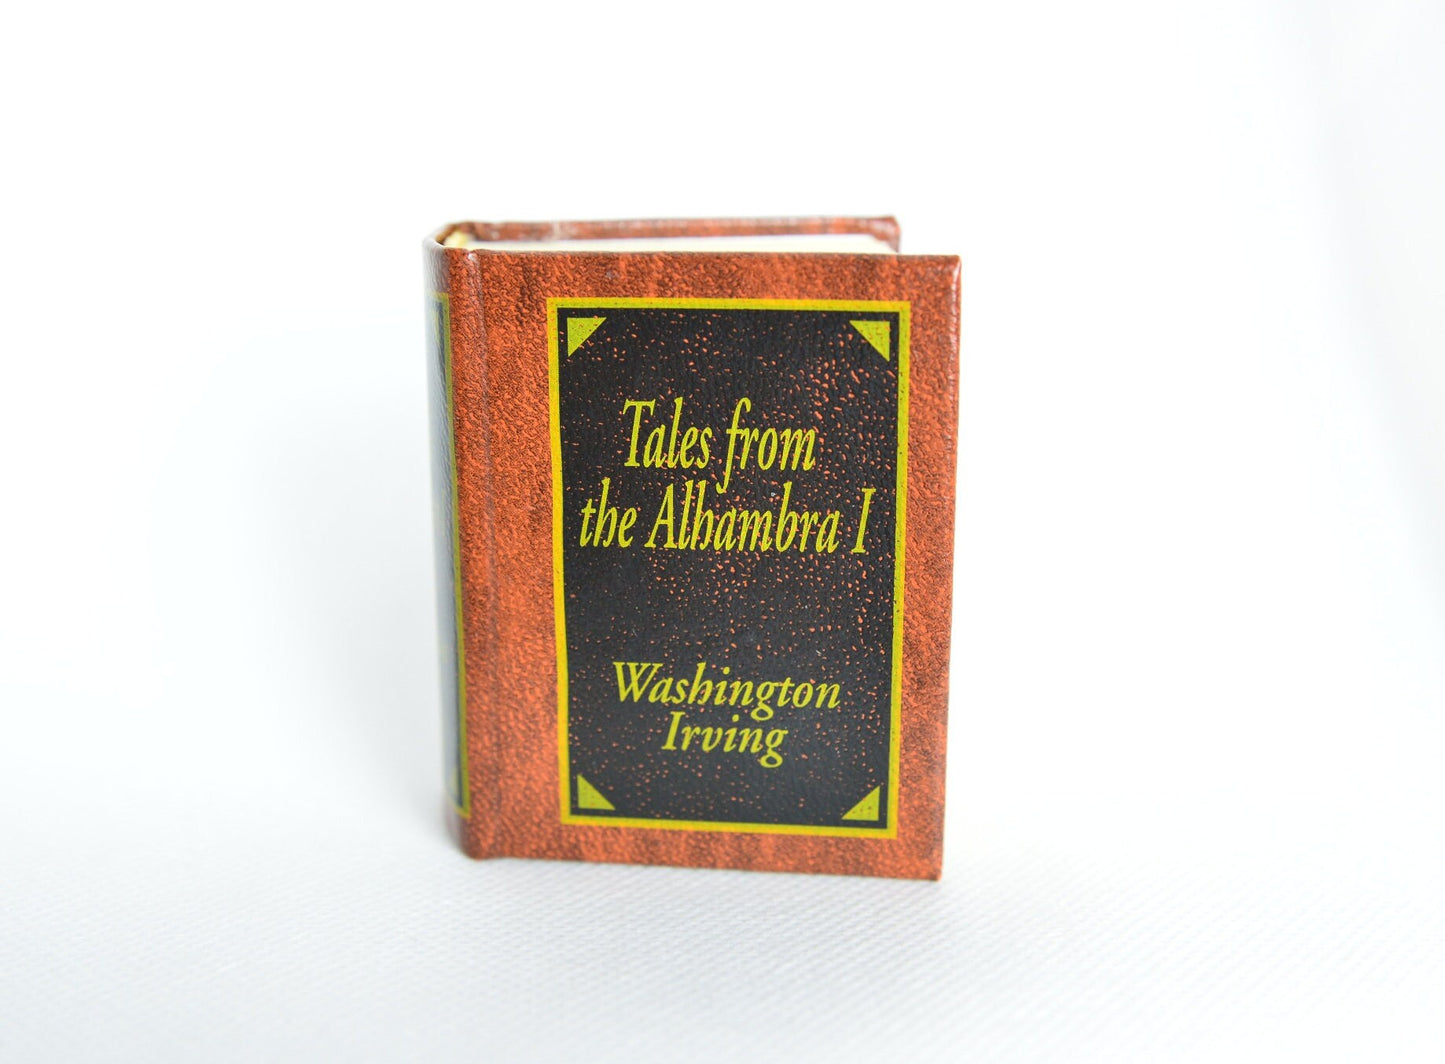 Tales from
the Alhambra I
Washington
Irving